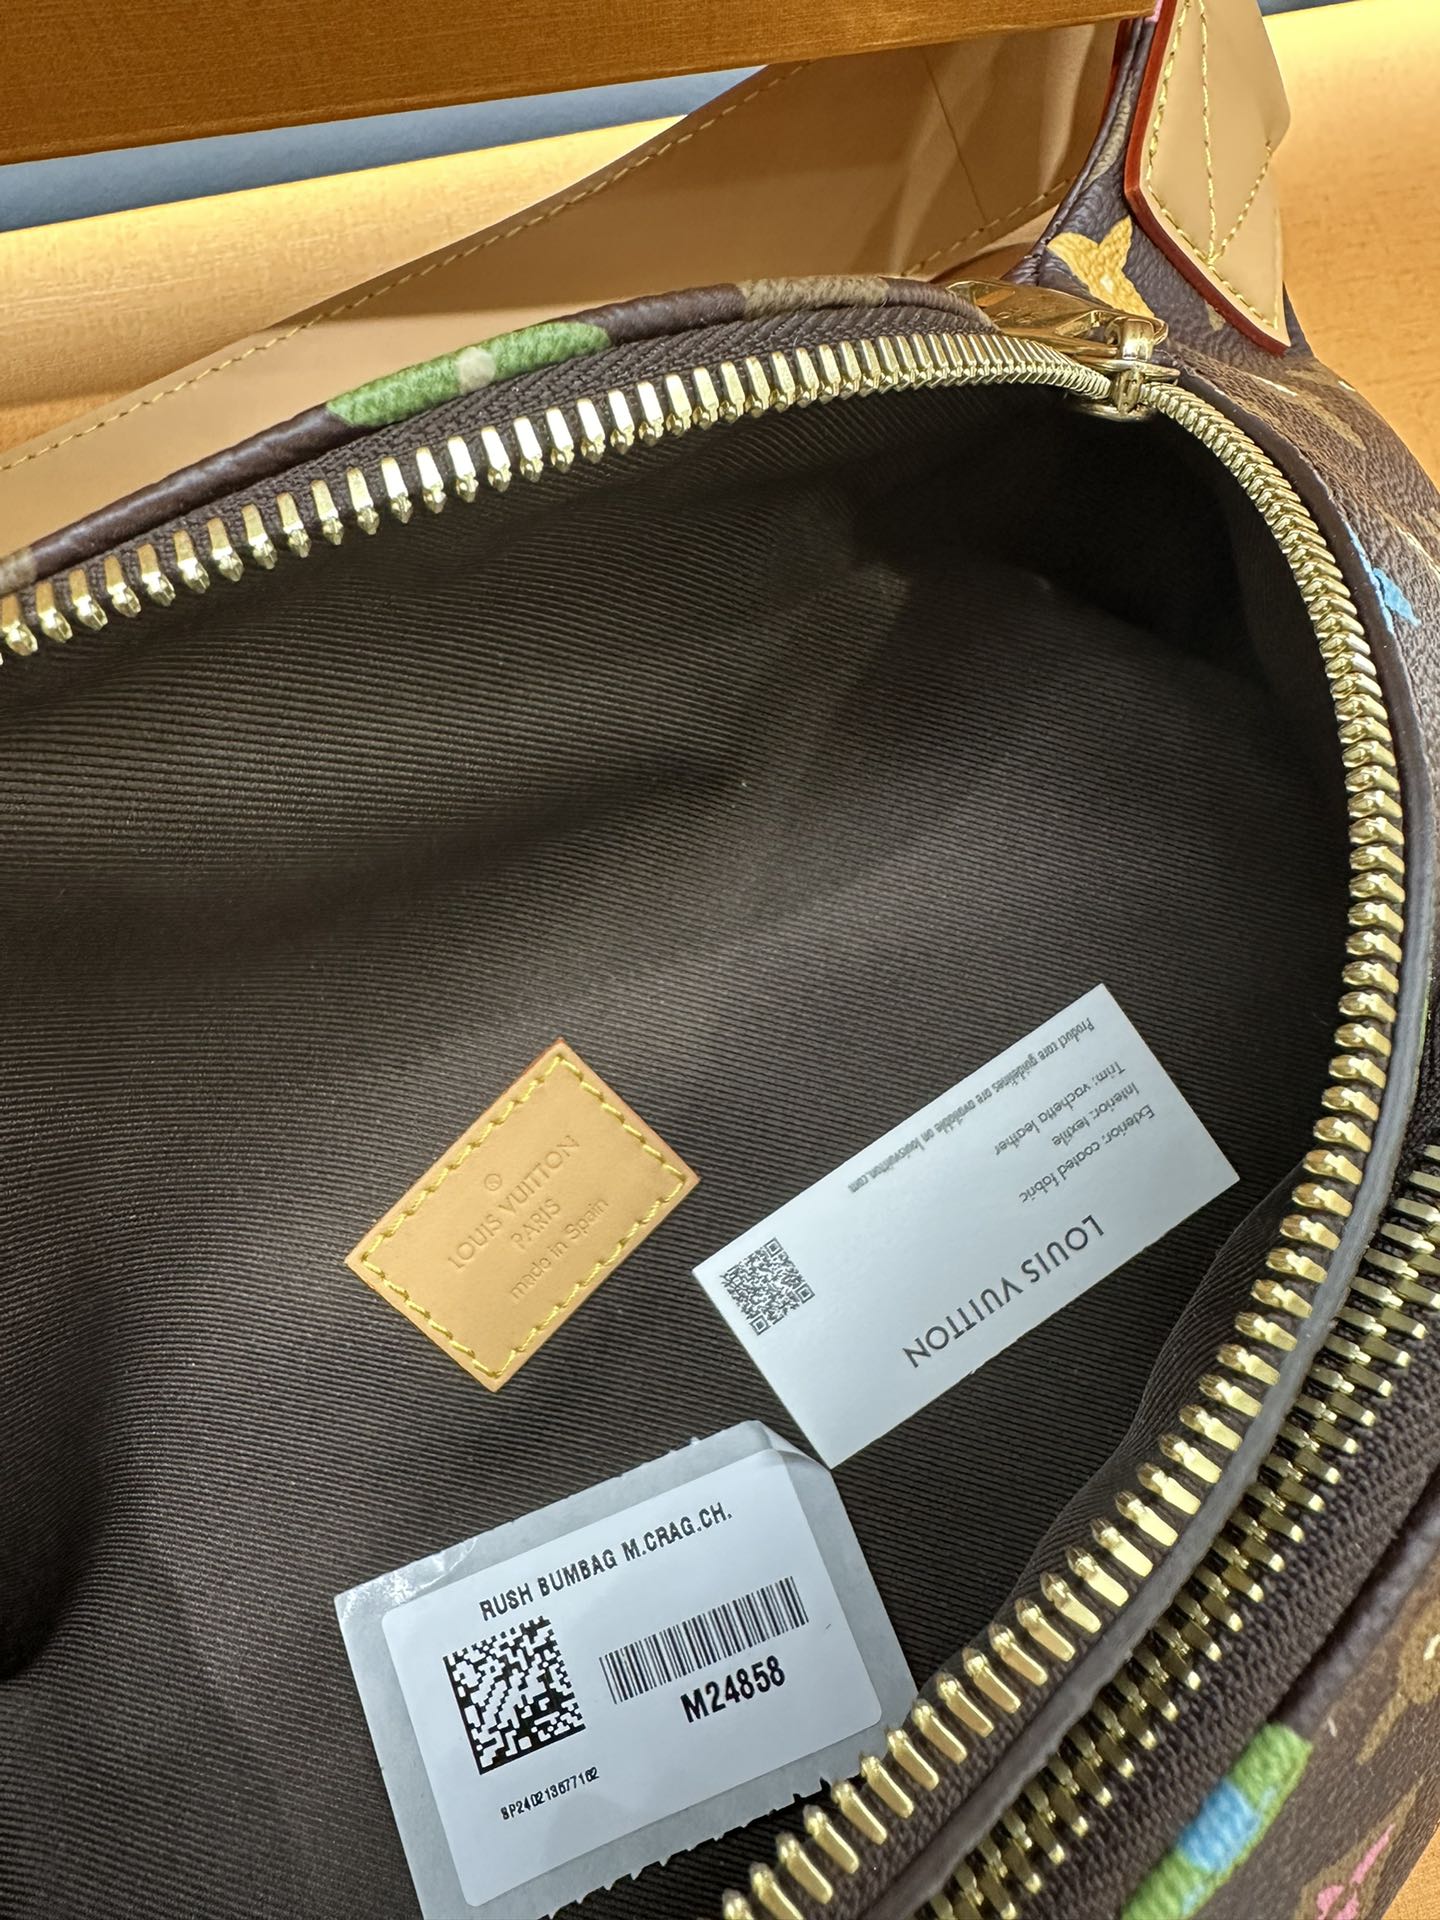 LOUIS VUITTON
PARIS
made in Spain
LOUIS VUITTON
Exterior: coated fabric
Interior: textile
Trim: vachetta leather
Product care guidelines are available on louisvuitton.com
RUSH BUMBAG M.CRAG.CH.
M24858
SP240213677162